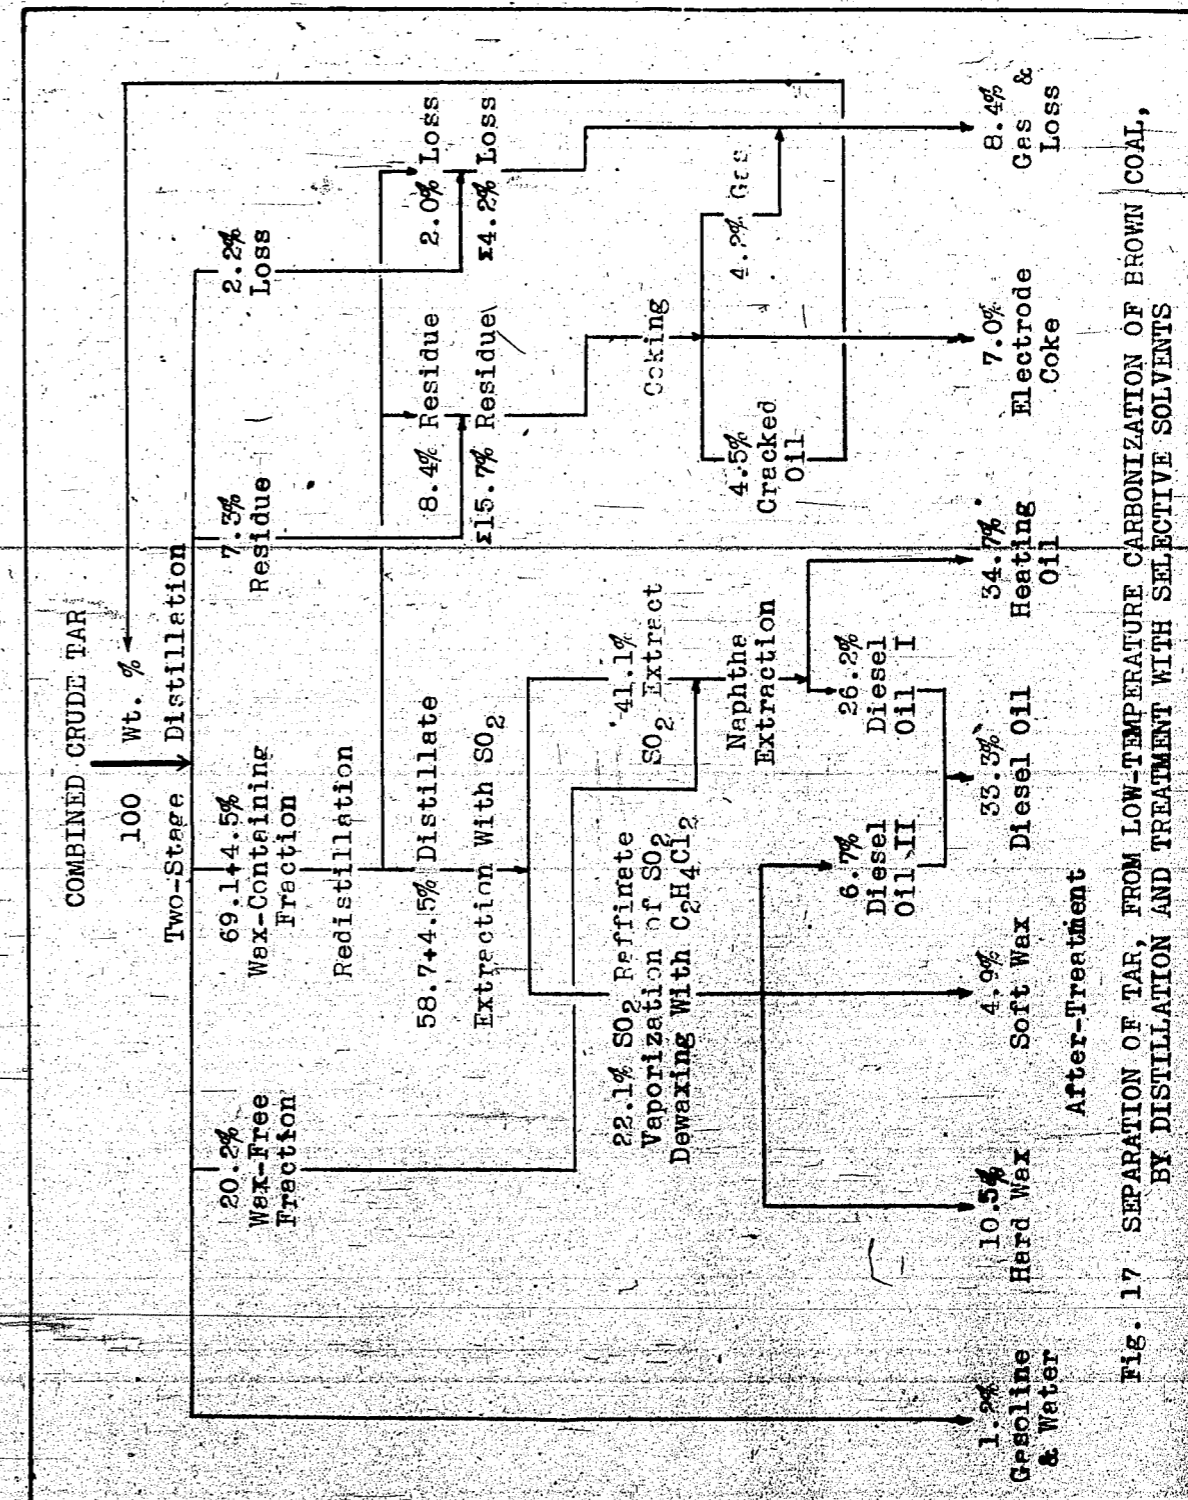 COMBINED CRUDE TAR
100 Wt. %
Two-Stage Distillation
20.2%
Wax-Free
Fraction
69.1+4.5%
Wax-Containing
Fraction
7.3%
Residue
2.2%
Loss
Redistillation
58.7+4.5% Distillate
8.4% Residue
2.0% Loss
Extraction With SO2
Σ15.7% Residue
Σ4.2% Loss
22.1% SO2 Raffinate
Vaporization of SO2
Dewaxing With C2H4Cl2
41.1%
SO2 Extract
Coking
Naphtha
Extraction
4.5%
Cracked
Oil
4.2% Gas
6.7%
Diesel
Oil II
26.2%
Diesel
Oil I
1.2%
Gasoline
& Water
10.5%
Hard Wax
4.9%
Soft Wax
33.3%
Diesel Oil
34.7%
Heating
Oil
7.0%
Electrode
Coke
8.4%
Gas &
Loss
After-Treatment
Fig. 17 SEPARATION OF TAR, FROM LOW-TEMPERATURE CARBONIZATION OF BROWN COAL,
BY DISTILLATION AND TREATMENT WITH SELECTIVE SOLVENTS